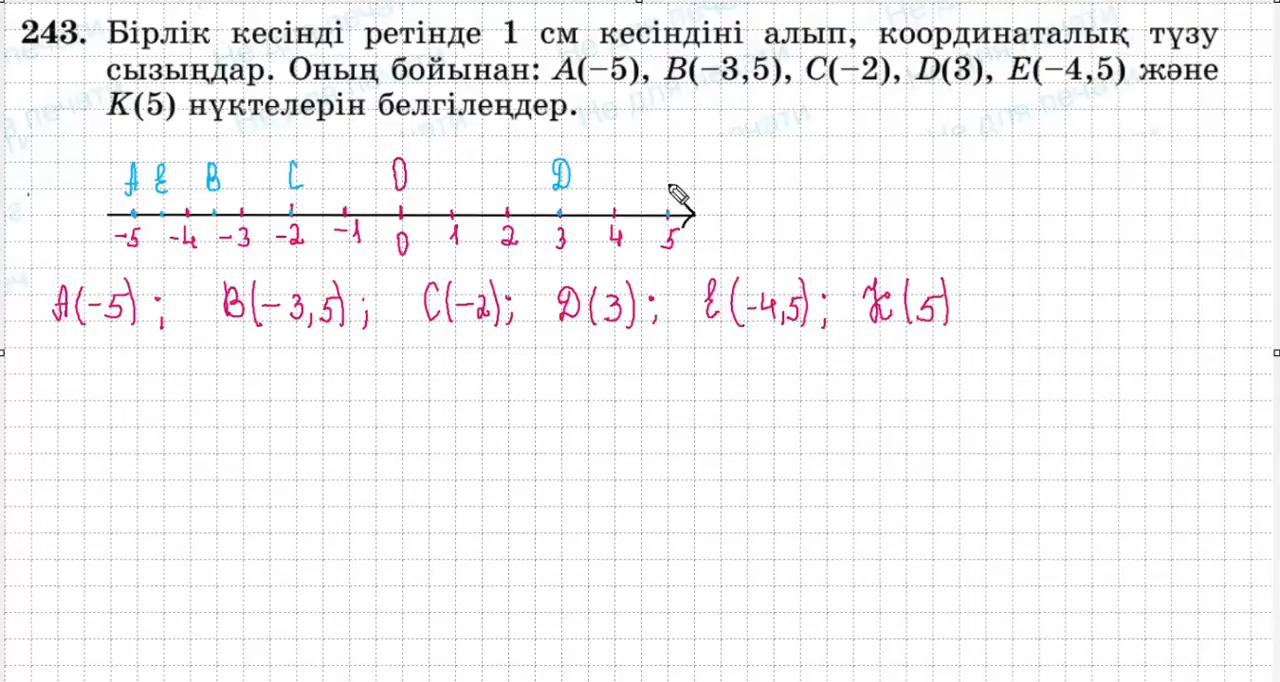 243. Бірлік кесінді ретінде 1 см кесіндіні алып, координаталық түзу
сызыңдар. Оның бойынан: A(−5), B(−3,5), C(−2), D(3), E(−4,5) және
K(5) нүктелерін белгілеңдер.
A E B C O D
-5 -4 -3 -2 -1 0 1 2 3 4 5
A(-5); B(-3,5); C(-2); D(3); E(-4,5); K(5)